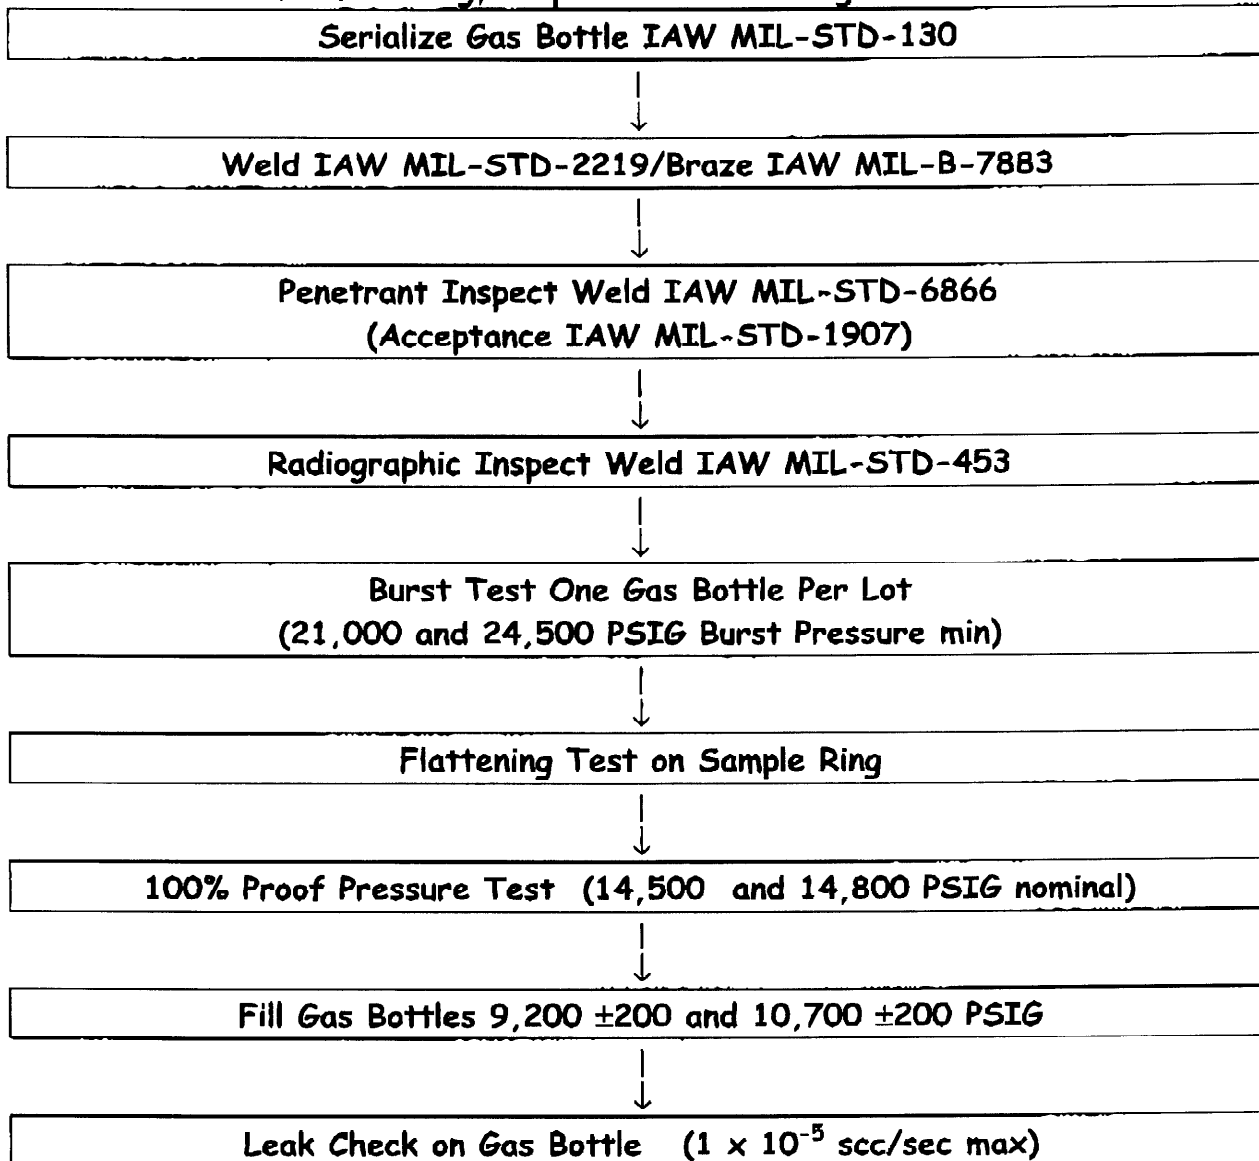 Serialize Gas Bottle IAW MIL-STD-130
Weld IAW MIL-STD-2219/Braze IAW MIL-B-7883
Penetrant Inspect Weld IAW MIL-STD-6866
(Acceptance IAW MIL-STD-1907)
Radiographic Inspect Weld IAW MIL-STD-453
Burst Test One Gas Bottle Per Lot
(21,000 and 24,500 PSIG Burst Pressure min)
Flattening Test on Sample Ring
100% Proof Pressure Test (14,500 and 14,800 PSIG nominal)
Fill Gas Bottles 9,200 ±200 and 10,700 ±200 PSIG
Leak Check on Gas Bottle (1 x 10⁻⁵ scc/sec max)